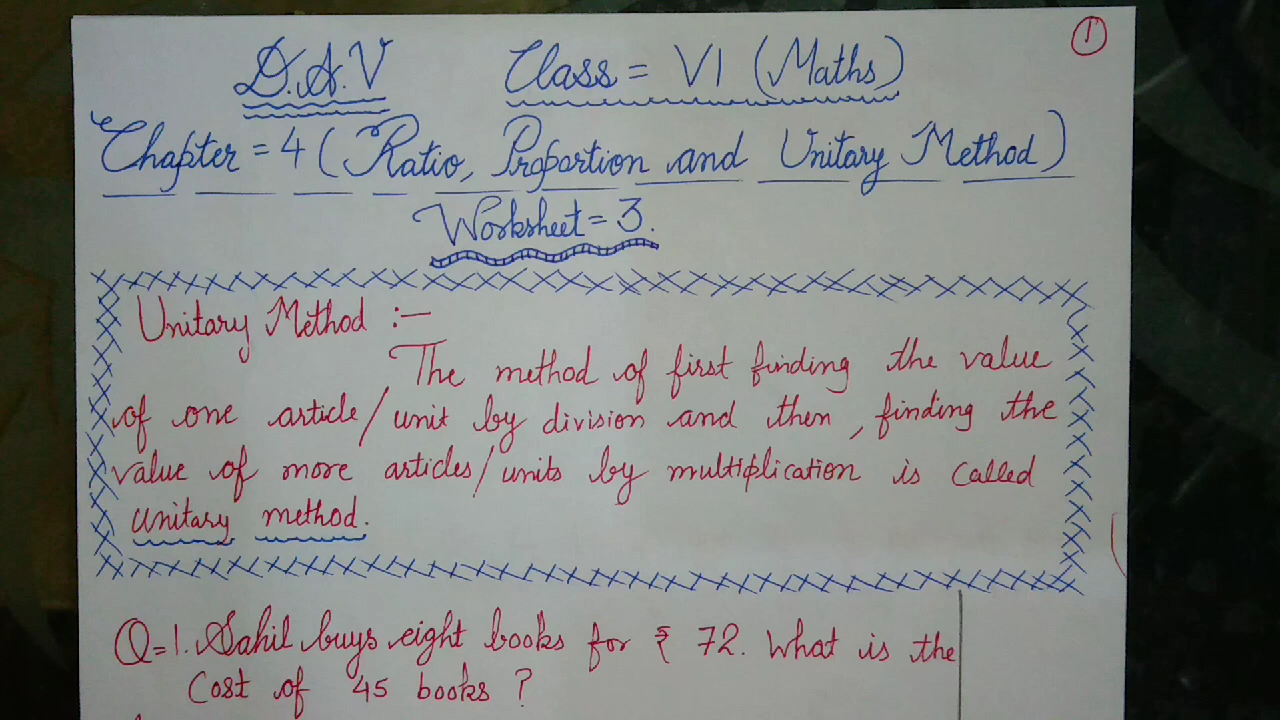 1
D.A.V Class = VI (Maths)
Chapter = 4 ( Ratio, Proportion and Unitary Method )
Worksheet = 3.
Unitary Method :-
The method of first finding the value
of one article/unit by division and then, finding the
value of more articles/units by multiplication is called
unitary method.
Q=1. Sahil buys eight books for ₹ 72. What is the
Cost of 45 books ?